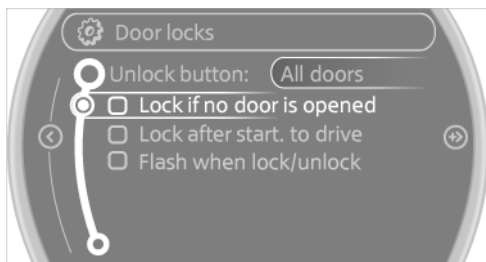 Door locks
Unlock button: All doors
Lock if no door is opened
Lock after start. to drive
Flash when lock/unlock